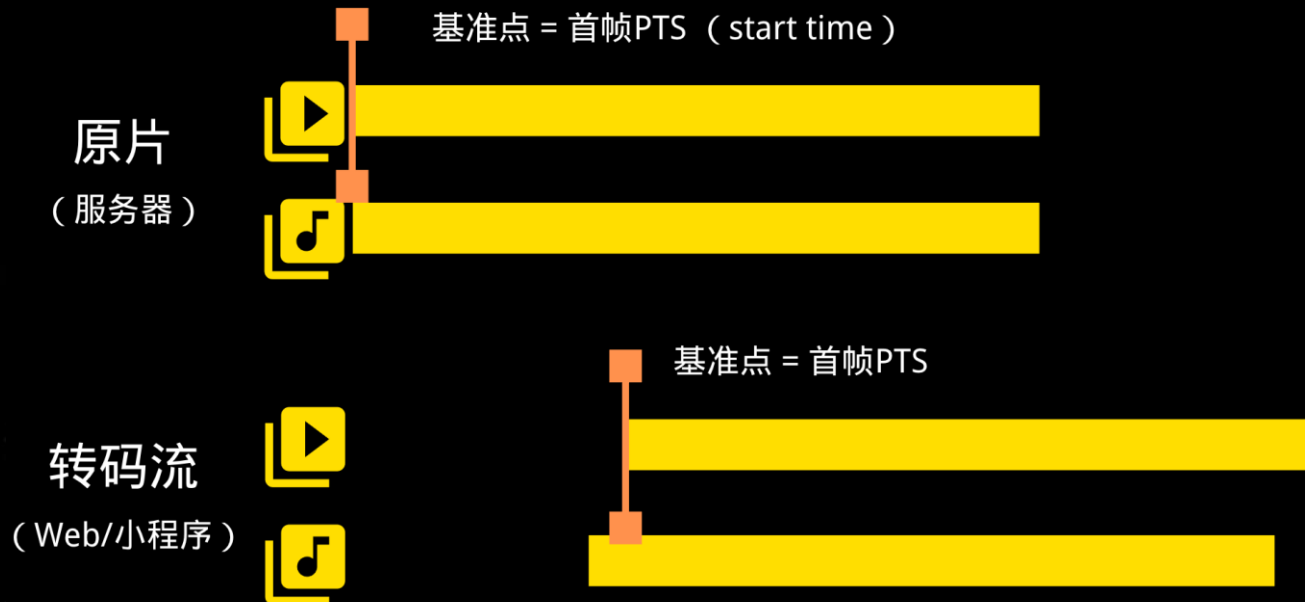 基准点 = 首帧PTS（start time）
原片
（服务器）
基准点 = 首帧PTS
转码流
（Web/小程序）